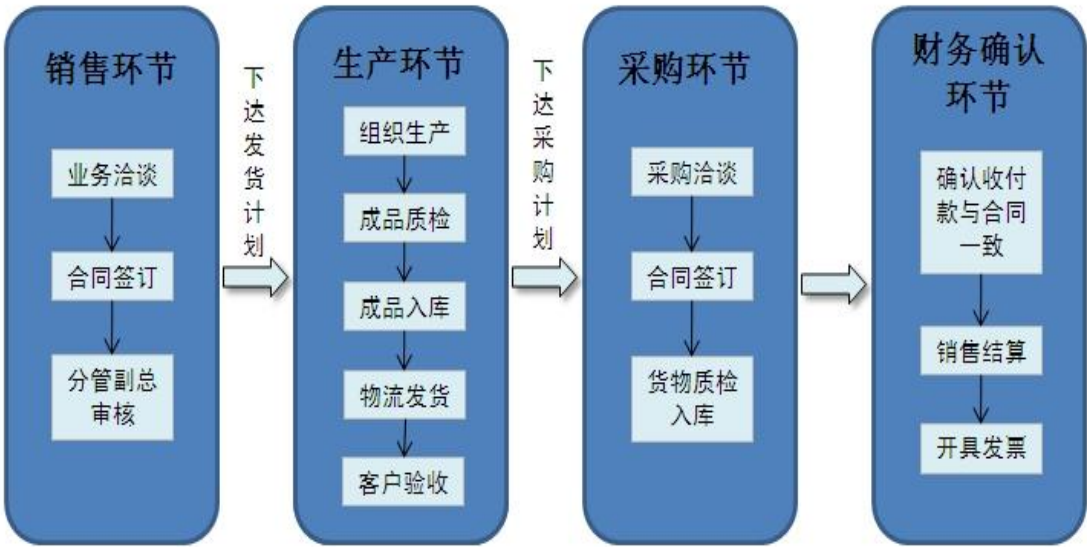 销售环节
业务洽谈
合同签订
分管副总
审核
下达发货计划
生产环节
组织生产
成品质检
成品入库
物流发货
客户验收
下达采购计划
采购环节
采购洽谈
合同签订
货物质检
入库
财务确认
环节
确认收付
款与合同
一致
销售结算
开具发票